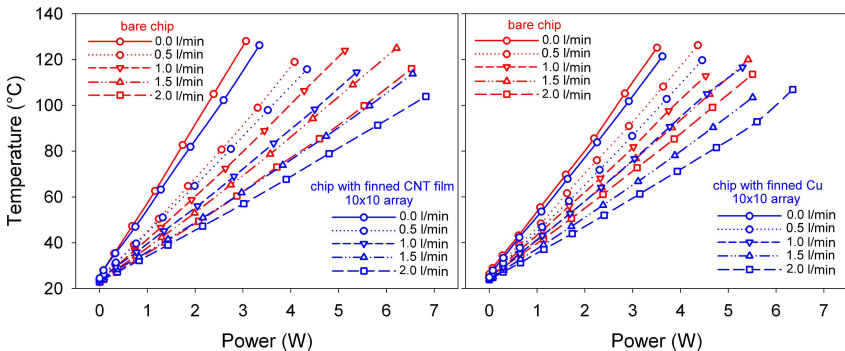 140
120
100
80
60
40
20
Temperature (°C)
0 1 2 3 4 5 6 7
Power (W)
bare chip
0.0 l/min
0.5 l/min
1.0 l/min
1.5 l/min
2.0 l/min
chip with finned CNT film
10x10 array
0.0 l/min
0.5 l/min
1.0 l/min
1.5 l/min
2.0 l/min
bare chip
0.0 l/min
0.5 l/min
1.0 l/min
1.5 l/min
2.0 l/min
chip with finned Cu
10x10 array
0.0 l/min
0.5 l/min
1.0 l/min
1.5 l/min
2.0 l/min
0 1 2 3 4 5 6 7
Power (W)